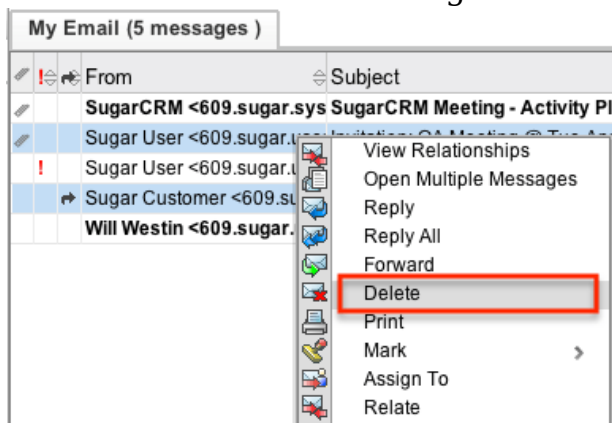 My Email (5 messages )
! From Subject
SugarCRM <609.sugar.sys SugarCRM Meeting - Activity Pl
Sugar User <609.sugar.
View Relationships
! Sugar User <609.sugar.
Open Multiple Messages
Sugar Customer <609.su
Reply
Will Westin <609.sugar.
Reply All
Forward
Delete
Print
Mark >
Assign To
Relate